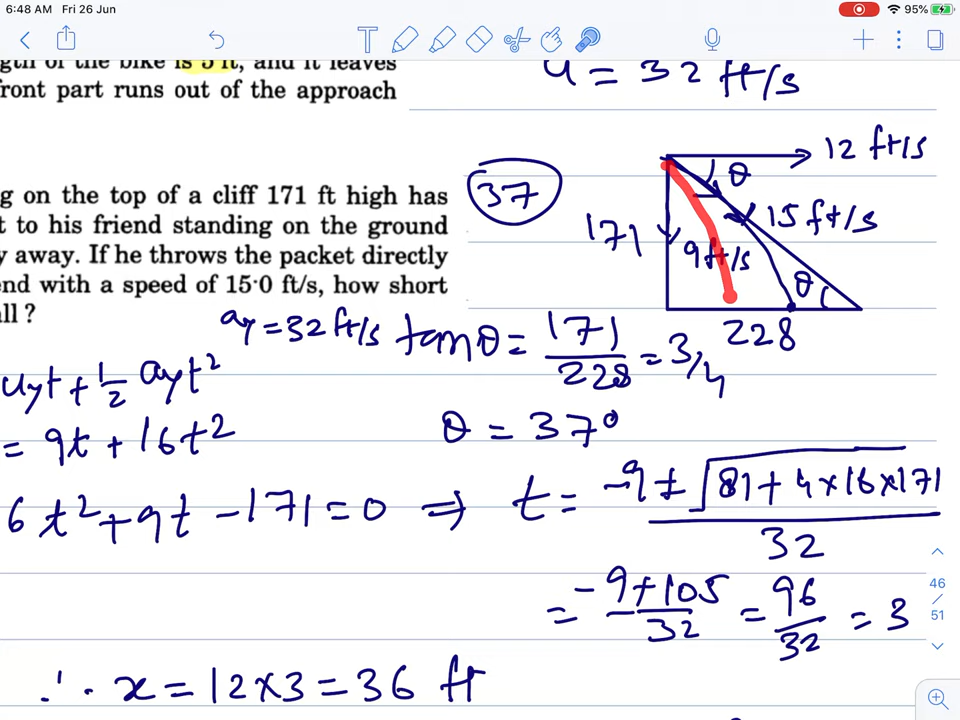 6:48 AM Fri 26 Jun
95%
gth of the bike is 5 ft, and it leaves
front part runs out of the approach
u = 32 ft/s
ng on the top of a cliff 171 ft high has
t to his friend standing on the ground
y away. If he throws the packet directly
end with a speed of 15·0 ft/s, how short
all ?
37
12 ft/s
θ
15 ft/s
171
9 ft/s
θ
228
ay = 32 ft/s
tanθ = 171/228 = 3/4
uyt + 1/2 ayt²
= 9t + 16t²
θ = 37°
6t² + 9t - 171 = 0 ⇒ t = -9 ± √81 + 4×16×171 / 32
= -9 + 105 / 32 = 96/32 = 3
∴ x = 12×3 = 36 ft
46
/
51